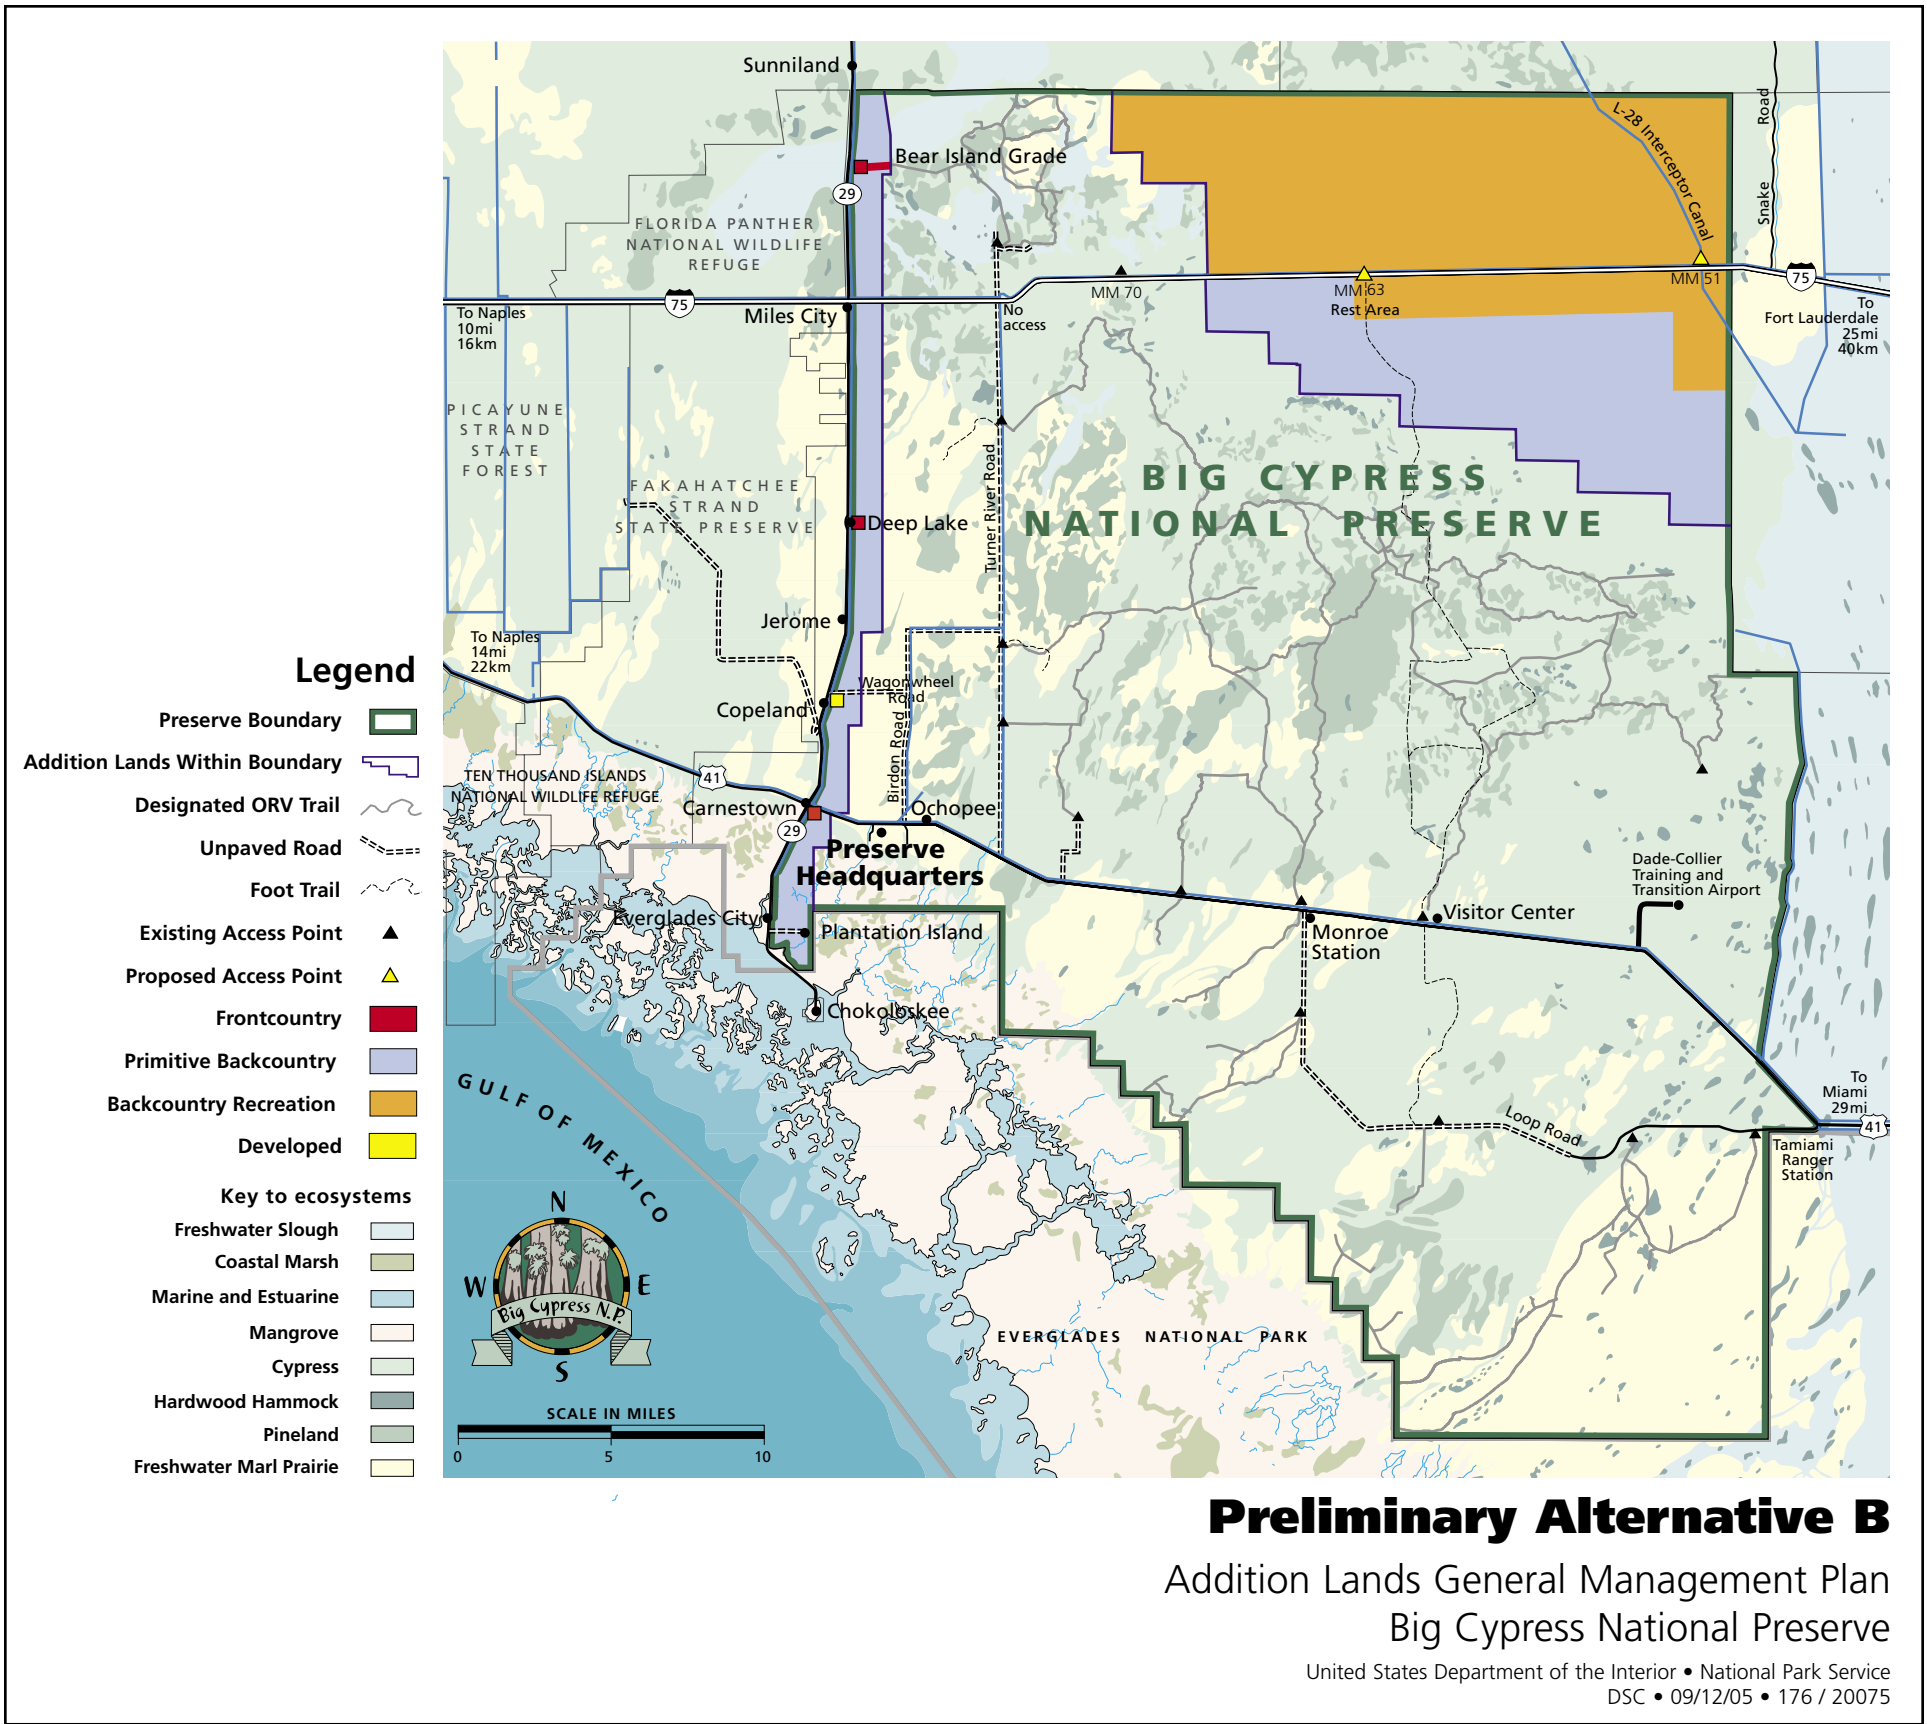 Sunniland
Bear Island Grade
29
FLORIDA PANTHER
NATIONAL WILDLIFE
REFUGE
L-28 Interceptor Canal
Snake Road
75
MM 70
MM 63
Rest Area
MM 51
75
To Naples
10mi
16km
Miles City
No
access
To
Fort Lauderdale
25mi
40km
PICAYUNE
STRAND
STATE
FOREST
FAKAHATCHEE
STRAND
STATE PRESERVE
Deep Lake
Turner River Road
BIG CYPRESS
NATIONAL PRESERVE
Jerome
To Naples
14mi
22km
Wagonwheel
Road
Copeland
Birdon Road
41
TEN THOUSAND ISLANDS
NATIONAL WILDLIFE REFUGE
Carnestown
29
Ochopee
Preserve
Headquarters
Dade-Collier
Training and
Transition Airport
Everglades City
Plantation Island
Visitor Center
Monroe
Station
Chokoloskee
To
Miami
29mi
41
Loop Road
Tamiami
Ranger
Station
GULF OF MEXICO
EVERGLADES NATIONAL PARK
Legend
Preserve Boundary
Addition Lands Within Boundary
Designated ORV Trail
Unpaved Road
Foot Trail
Existing Access Point
Proposed Access Point
Frontcountry
Primitive Backcountry
Backcountry Recreation
Developed
Key to ecosystems
Freshwater Slough
Coastal Marsh
Marine and Estuarine
Mangrove
Cypress
Hardwood Hammock
Pineland
Freshwater Marl Prairie
N
W
E
S
Big Cypress N.P.
SCALE IN MILES
0 5 10
Preliminary Alternative B
Addition Lands General Management Plan
Big Cypress National Preserve
United States Department of the Interior • National Park Service
DSC • 09/12/05 • 176 / 20075